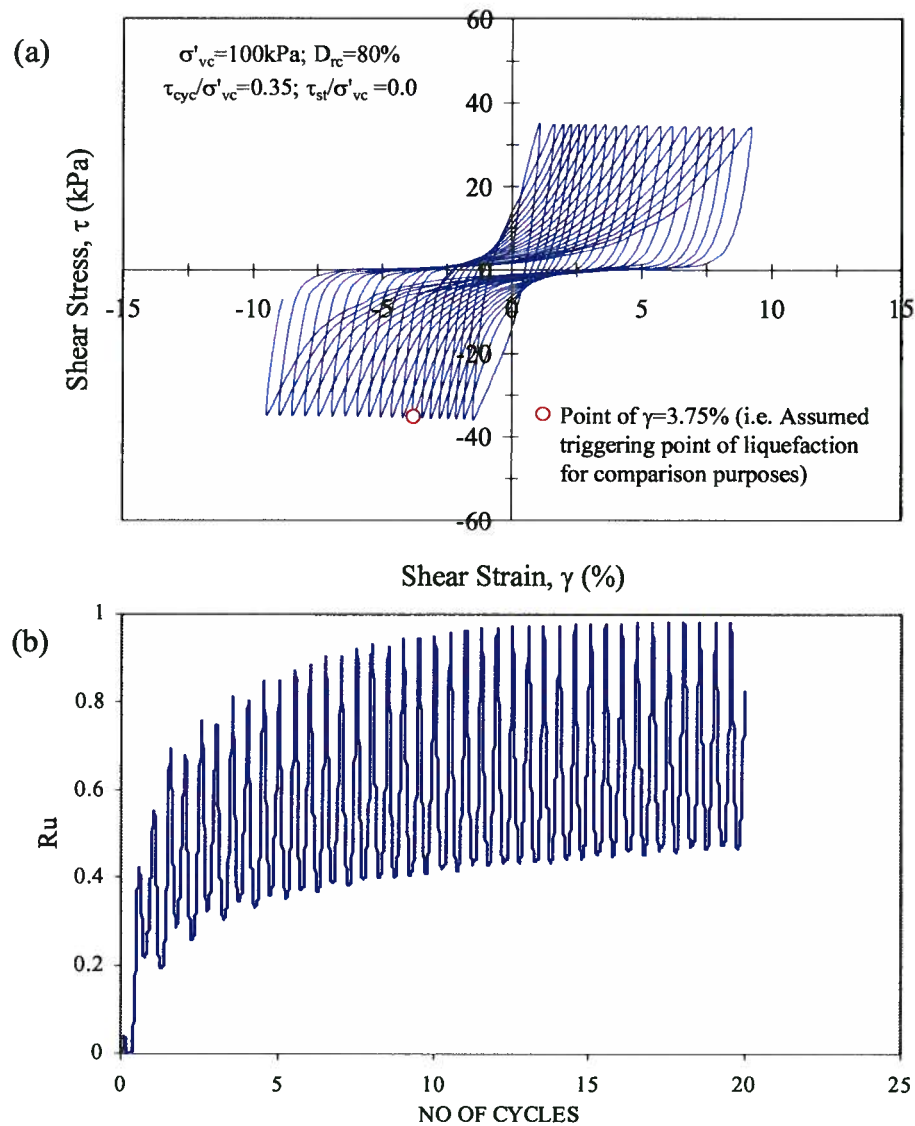 (a)
σ'vc=100kPa; Drc=80%
τcyc/σ'vc=0.35; τst/σ'vc =0.0
Shear Stress, τ (kPa)
60
40
20
0
-20
-40
-60
-15
-10
-5
0
5
10
15
Point of γ=3.75% (i.e. Assumed
triggering point of liquefaction
for comparison purposes)
Shear Strain, γ (%)
(b)
Ru
1
0.8
0.6
0.4
0.2
0
0
5
10
15
20
25
NO OF CYCLES